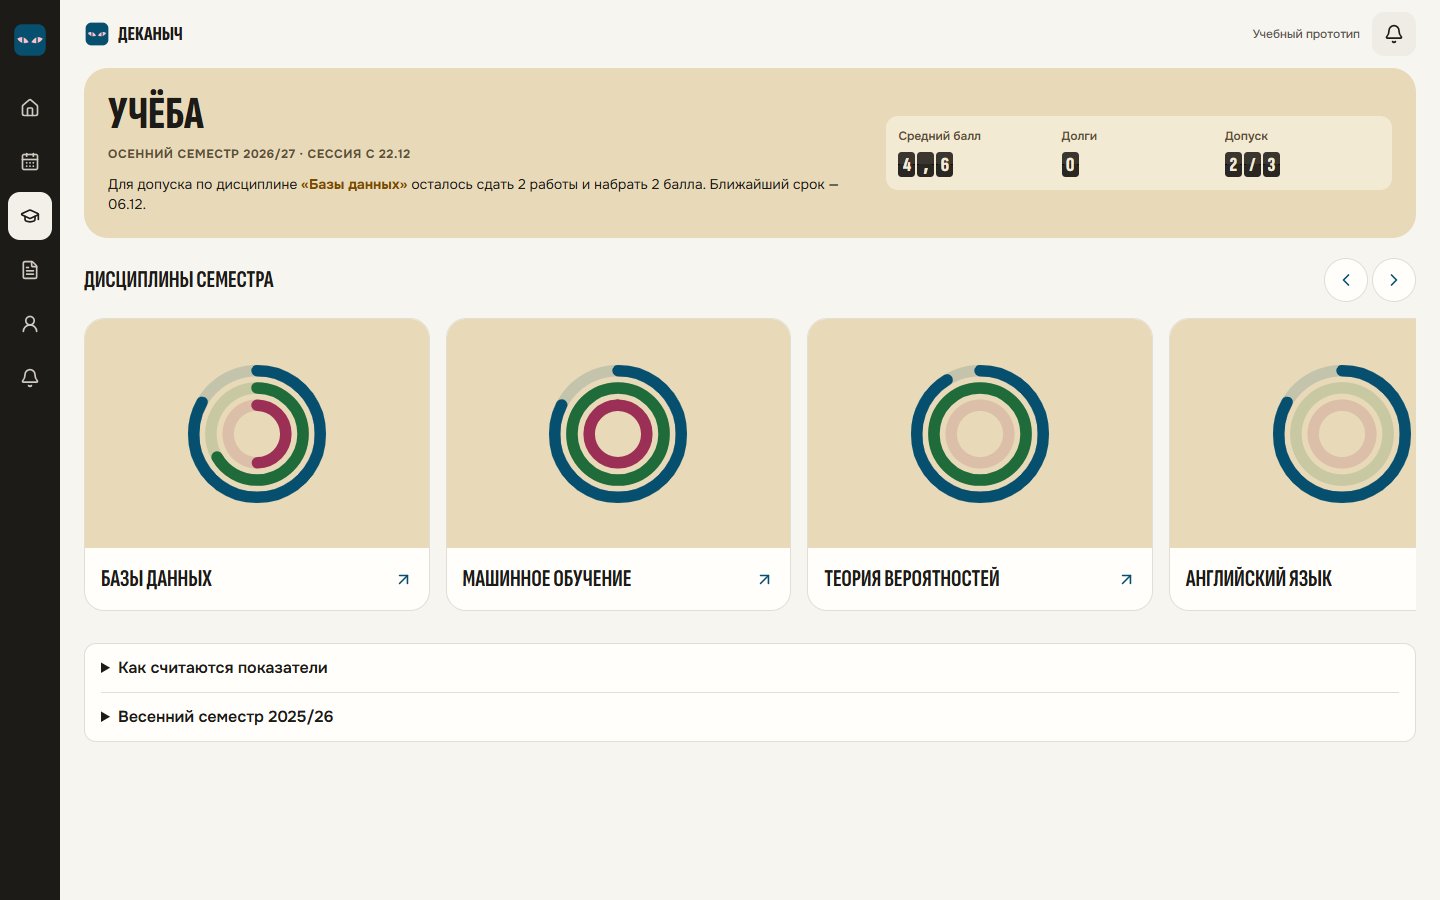 ДЕКАНЫЧ
Учебный прототип
УЧЁБА
ОСЕННИЙ СЕМЕСТР 2026/27 · СЕССИЯ С 22.12
Для допуска по дисциплине «Базы данных» осталось сдать 2 работы и набрать 2 балла. Ближайший срок —
06.12.
Средний балл
4,6
Долги
0
Допуск
2/3
ДИСЦИПЛИНЫ СЕМЕСТРА
БАЗЫ ДАННЫХ
МАШИННОЕ ОБУЧЕНИЕ
ТЕОРИЯ ВЕРОЯТНОСТЕЙ
АНГЛИЙСКИЙ ЯЗЫК
Как считаются показатели
Весенний семестр 2025/26